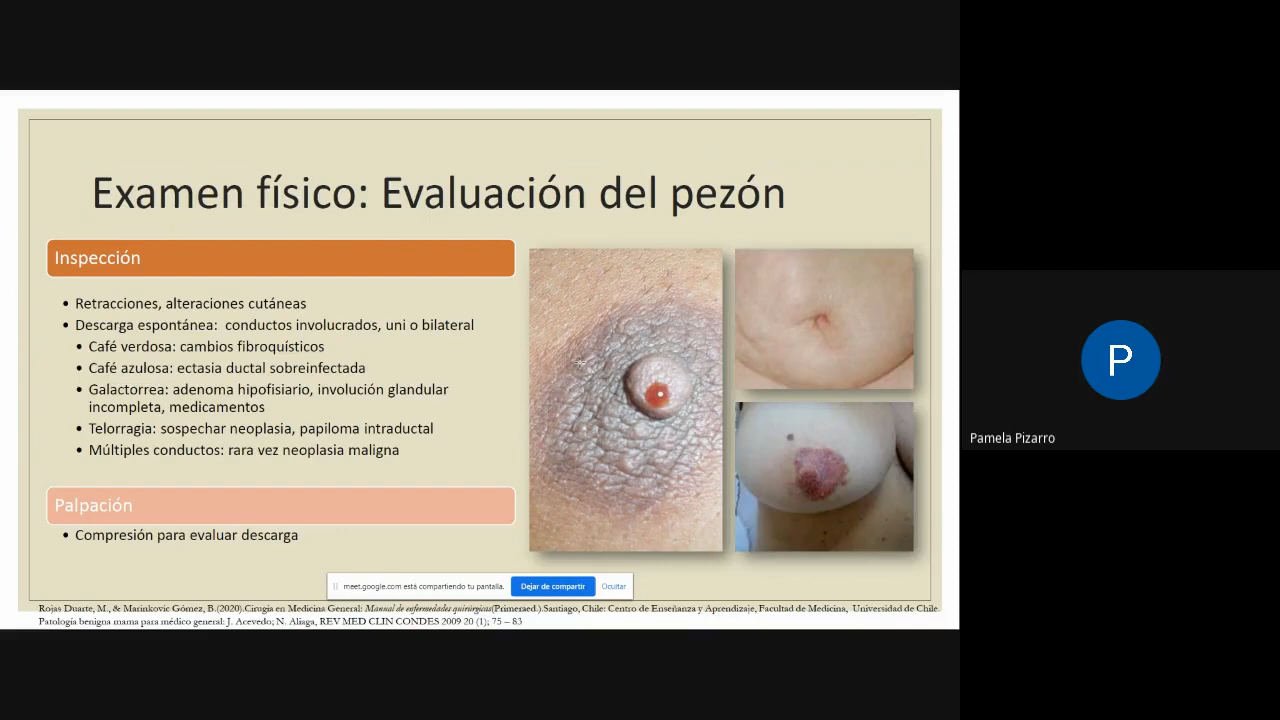 Examen físico: Evaluación del pezón
Inspección
• Retracciones, alteraciones cutáneas
• Descarga espontánea: conductos involucrados, uni o bilateral
• Café verdosa: cambios fibroquísticos
• Café azulosa: ectasia ductal sobreinfectada
• Galactorrea: adenoma hipofisiario, involución glandular
incompleta, medicamentos
• Telorragia: sospechar neoplasia, papiloma intraductal
• Múltiples conductos: rara vez neoplasia maligna
Palpación
• Compresión para evaluar descarga
meet.google.com está compartiendo tu pantalla.
Dejar de compartir
Ocultar
Rojas Duarte, M., & Marinkovic Gómez, B.(2020).Cirugía en Medicina General: Manual de enfermedades quirúrgicas(Primeraed.).Santiago, Chile: Centro de Enseñanza y Aprendizaje, Facultad de Medicina, Universidad de Chile.
Patología benigna mama para médico general: J. Acevedo; N. Aliaga, REV MED CLIN CONDES 2009 20 (1); 75 – 83
P
Pamela Pizarro